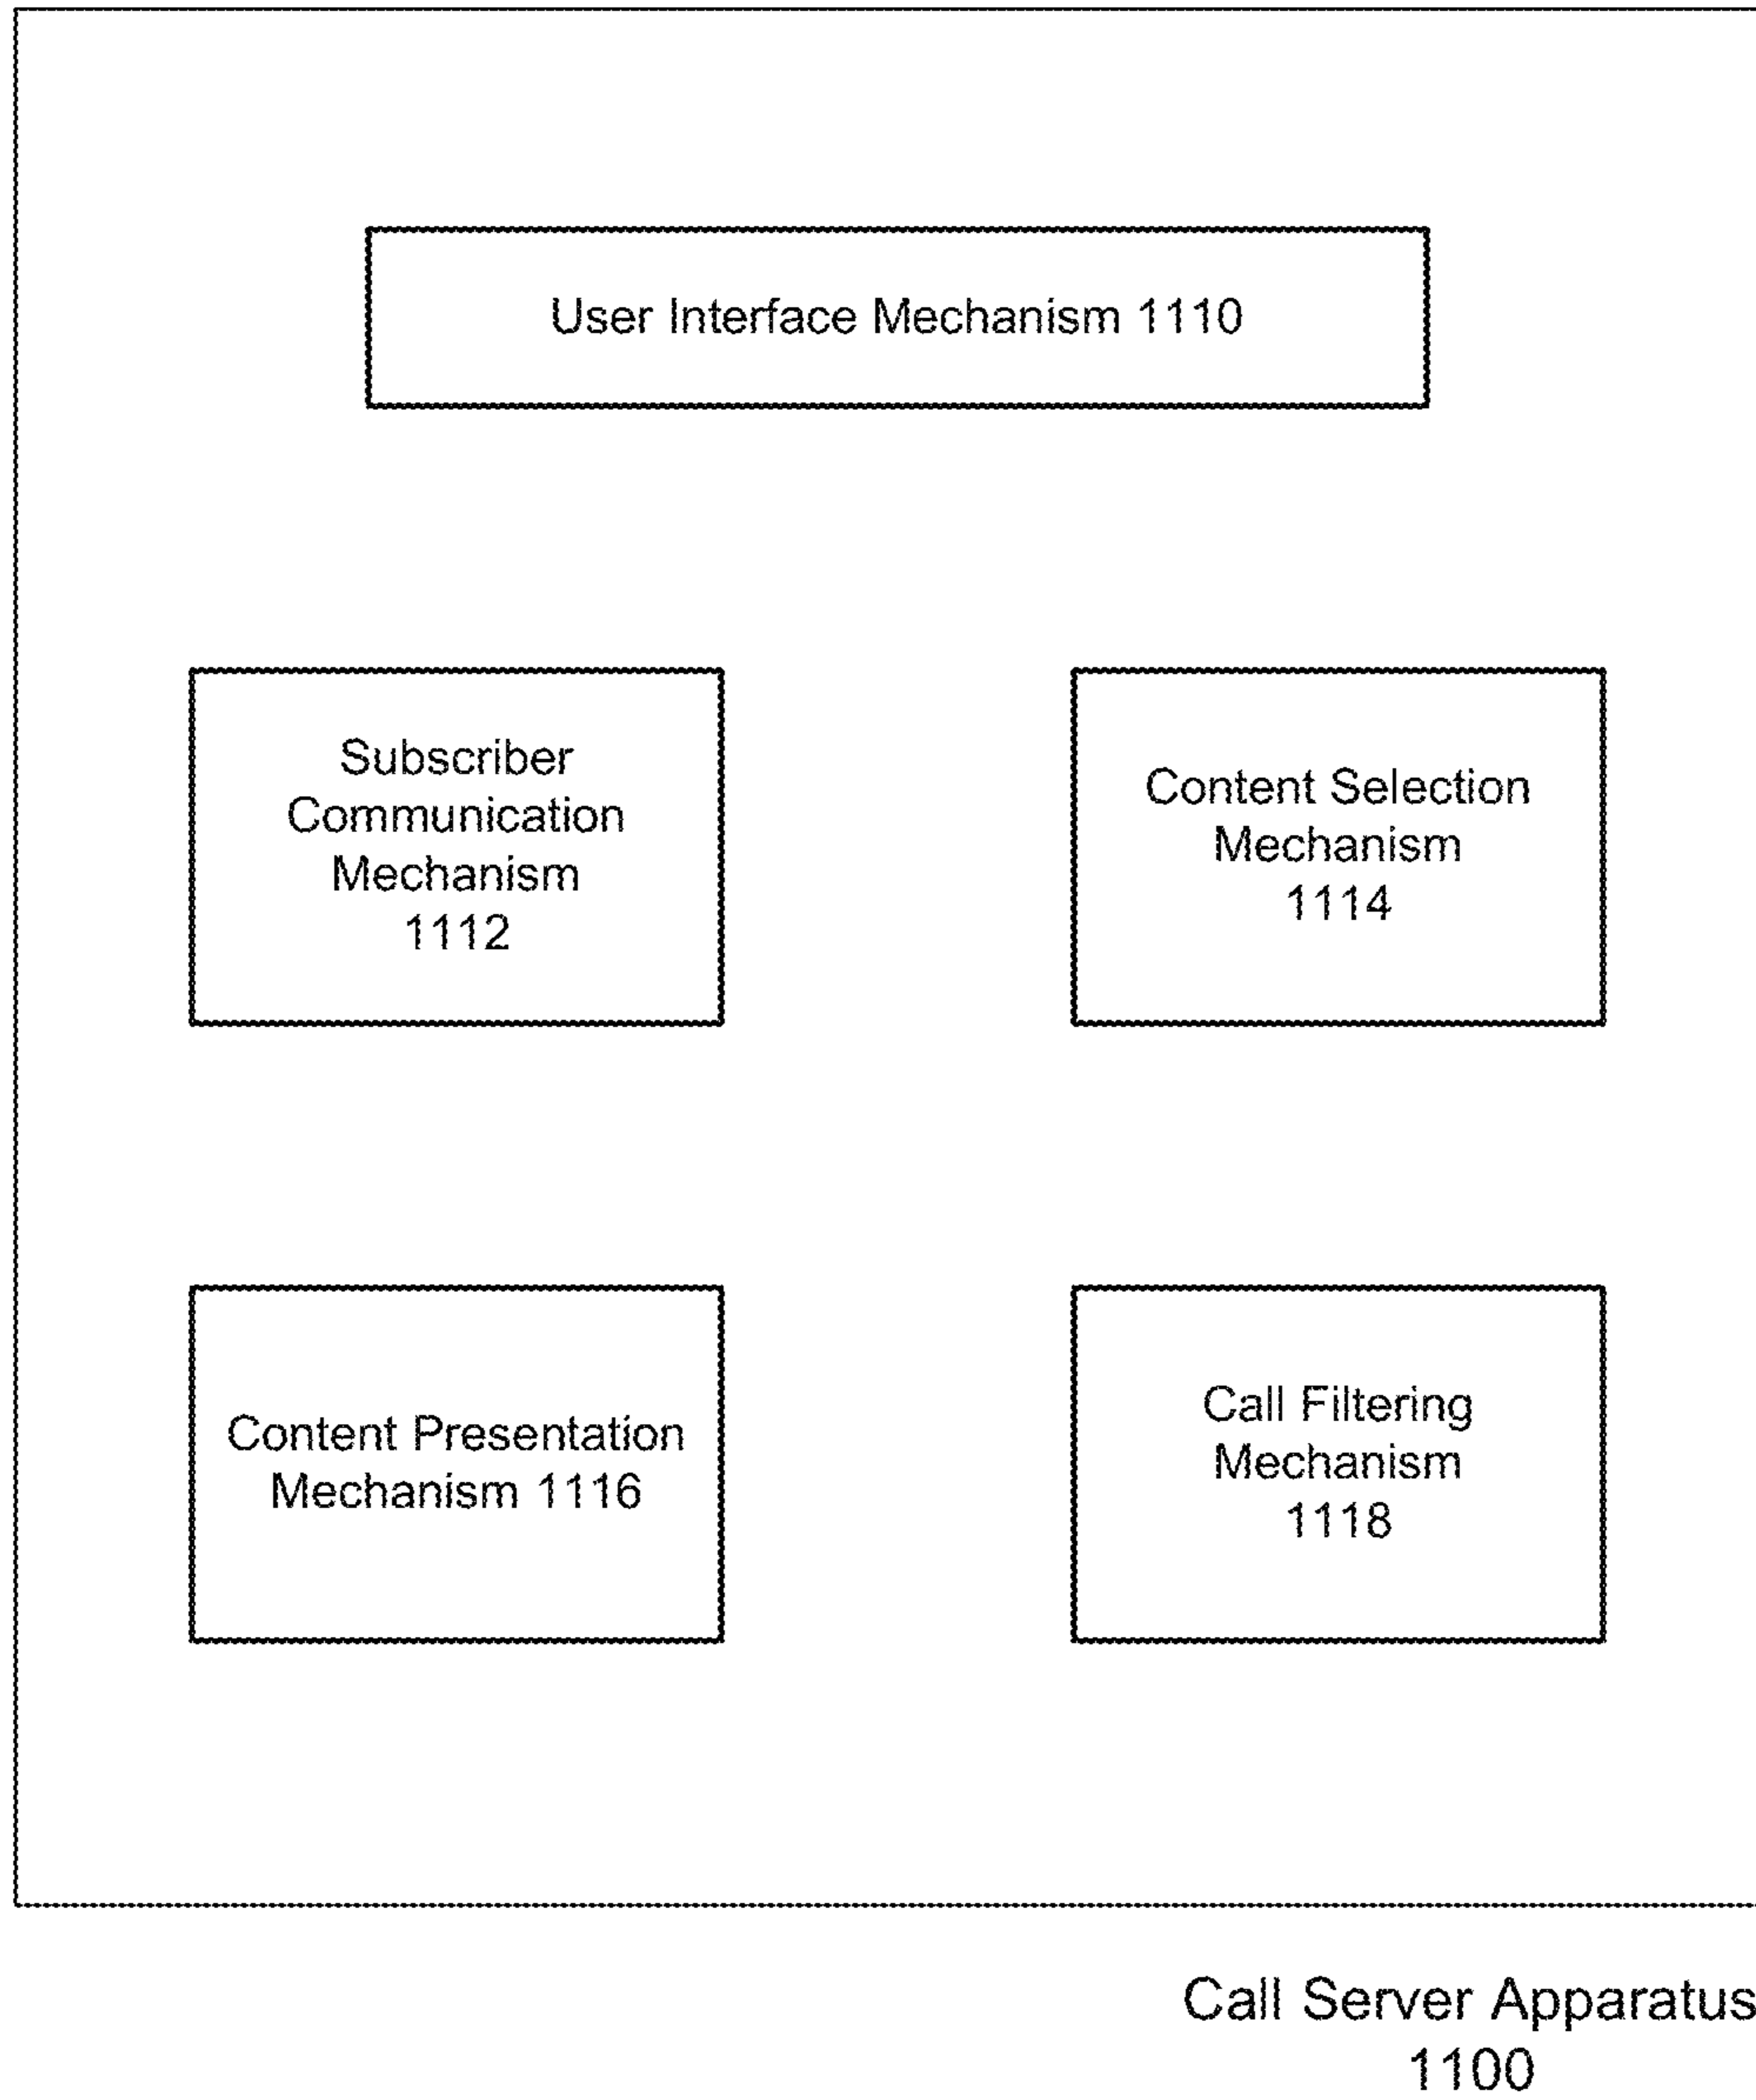 User Interface Mechanism 1110
Subscriber
Communication
Mechanism
1112
Content Selection
Mechanism
1114
Content Presentation
Mechanism 1116
Call Filtering
Mechanism
1118
Call Server Apparatus
1100